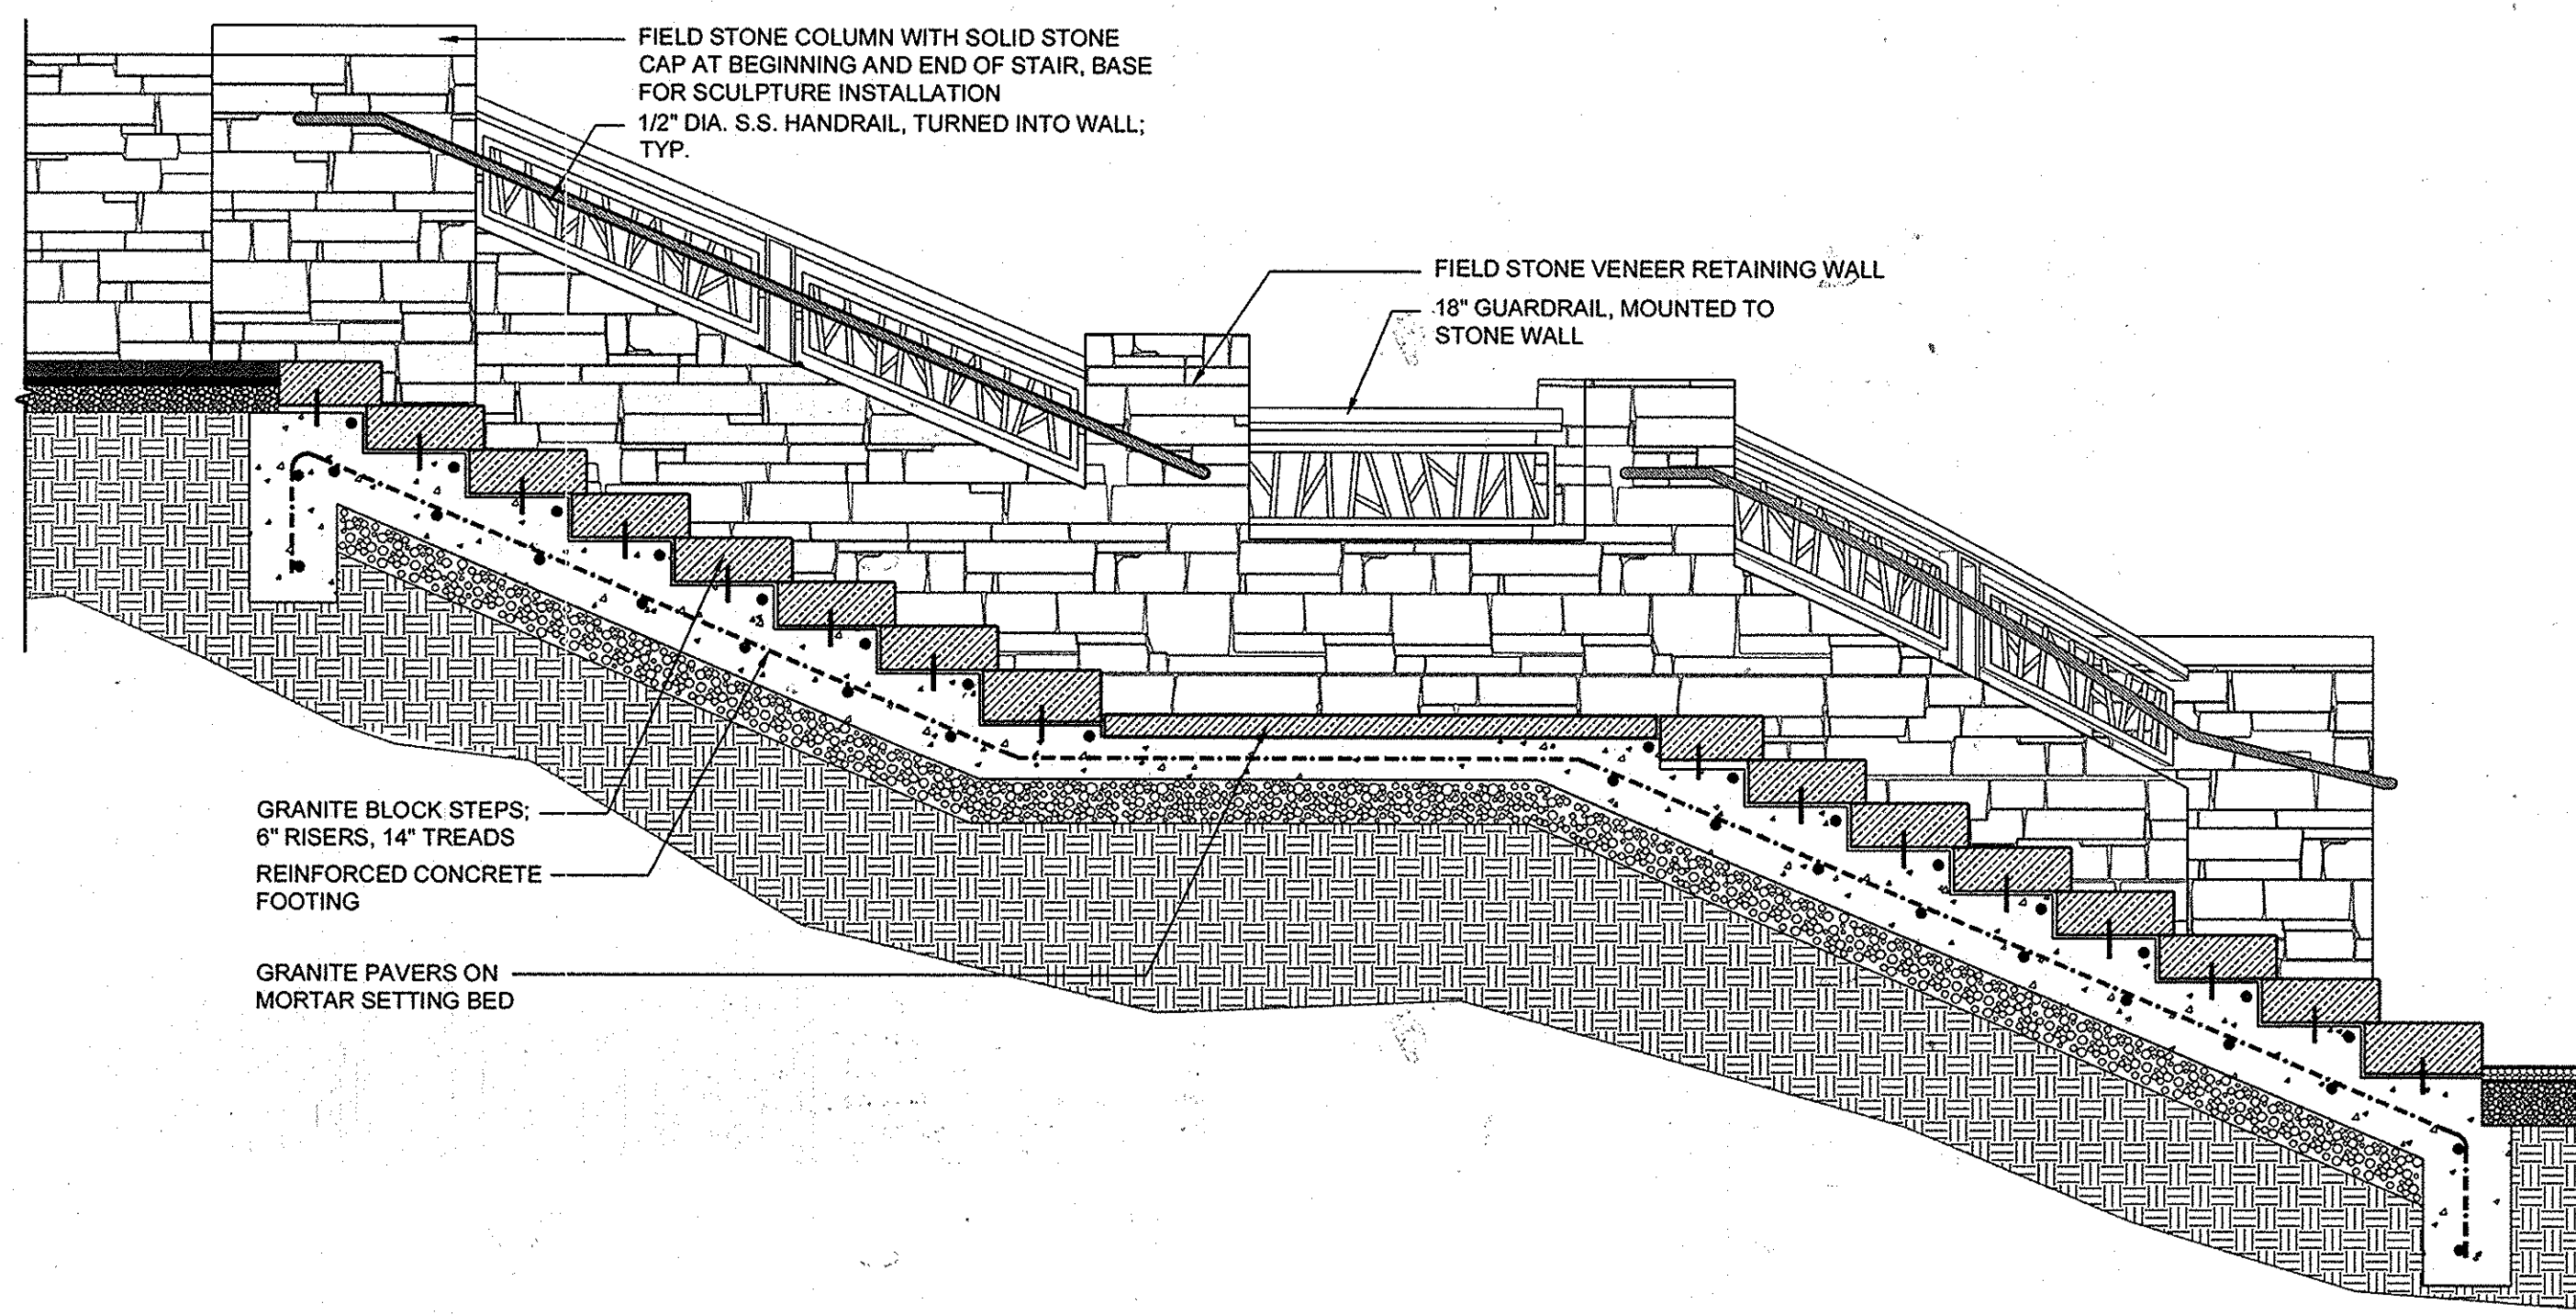 FIELD STONE COLUMN WITH SOLID STONE
CAP AT BEGINNING AND END OF STAIR, BASE
FOR SCULPTURE INSTALLATION
1/2" DIA. S.S. HANDRAIL, TURNED INTO WALL;
TYP.
FIELD STONE VENEER RETAINING WALL
18" GUARDRAIL, MOUNTED TO
STONE WALL
GRANITE BLOCK STEPS;
6" RISERS, 14" TREADS
REINFORCED CONCRETE
FOOTING
GRANITE PAVERS ON
MORTAR SETTING BED